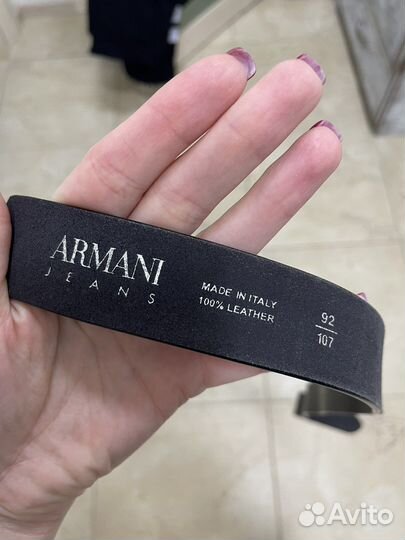 ARMANI
JEANS
MADE IN ITALY
100% LEATHER
92
107
Avito